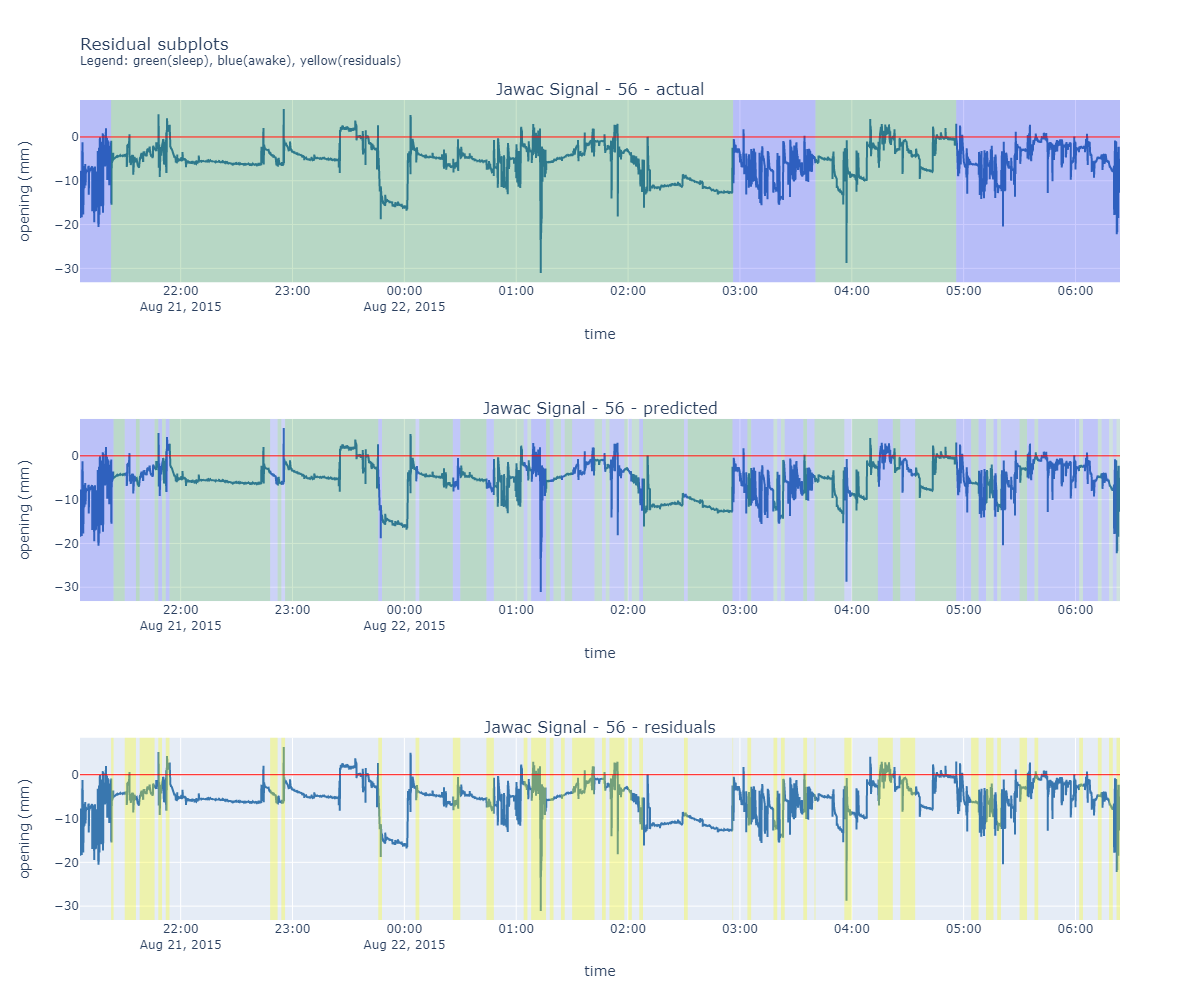 Residual subplots
Legend: green(sleep), blue(awake), yellow(residuals)
Jawac Signal - 56 - actual
opening (mm)
0
−10
−20
−30
22:00 23:00 00:00 01:00 02:00 03:00 04:00 05:00 06:00
Aug 21, 2015 Aug 22, 2015
time
Jawac Signal - 56 - predicted
opening (mm)
0
−10
−20
−30
22:00 23:00 00:00 01:00 02:00 03:00 04:00 05:00 06:00
Aug 21, 2015 Aug 22, 2015
time
Jawac Signal - 56 - residuals
opening (mm)
0
−10
−20
−30
22:00 23:00 00:00 01:00 02:00 03:00 04:00 05:00 06:00
Aug 21, 2015 Aug 22, 2015
time